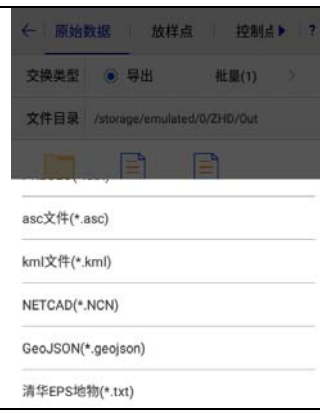 ← 原始数据 放样点 控制点▶ ?
交换类型 导出 批量(1) >
文件目录 /storage/emulated/0/ZHD/Out
asc文件(*.asc)
kml文件(*.kml)
NETCAD(*.NCN)
GeoJSON(*.geojson)
清华EPS地物(*.txt)